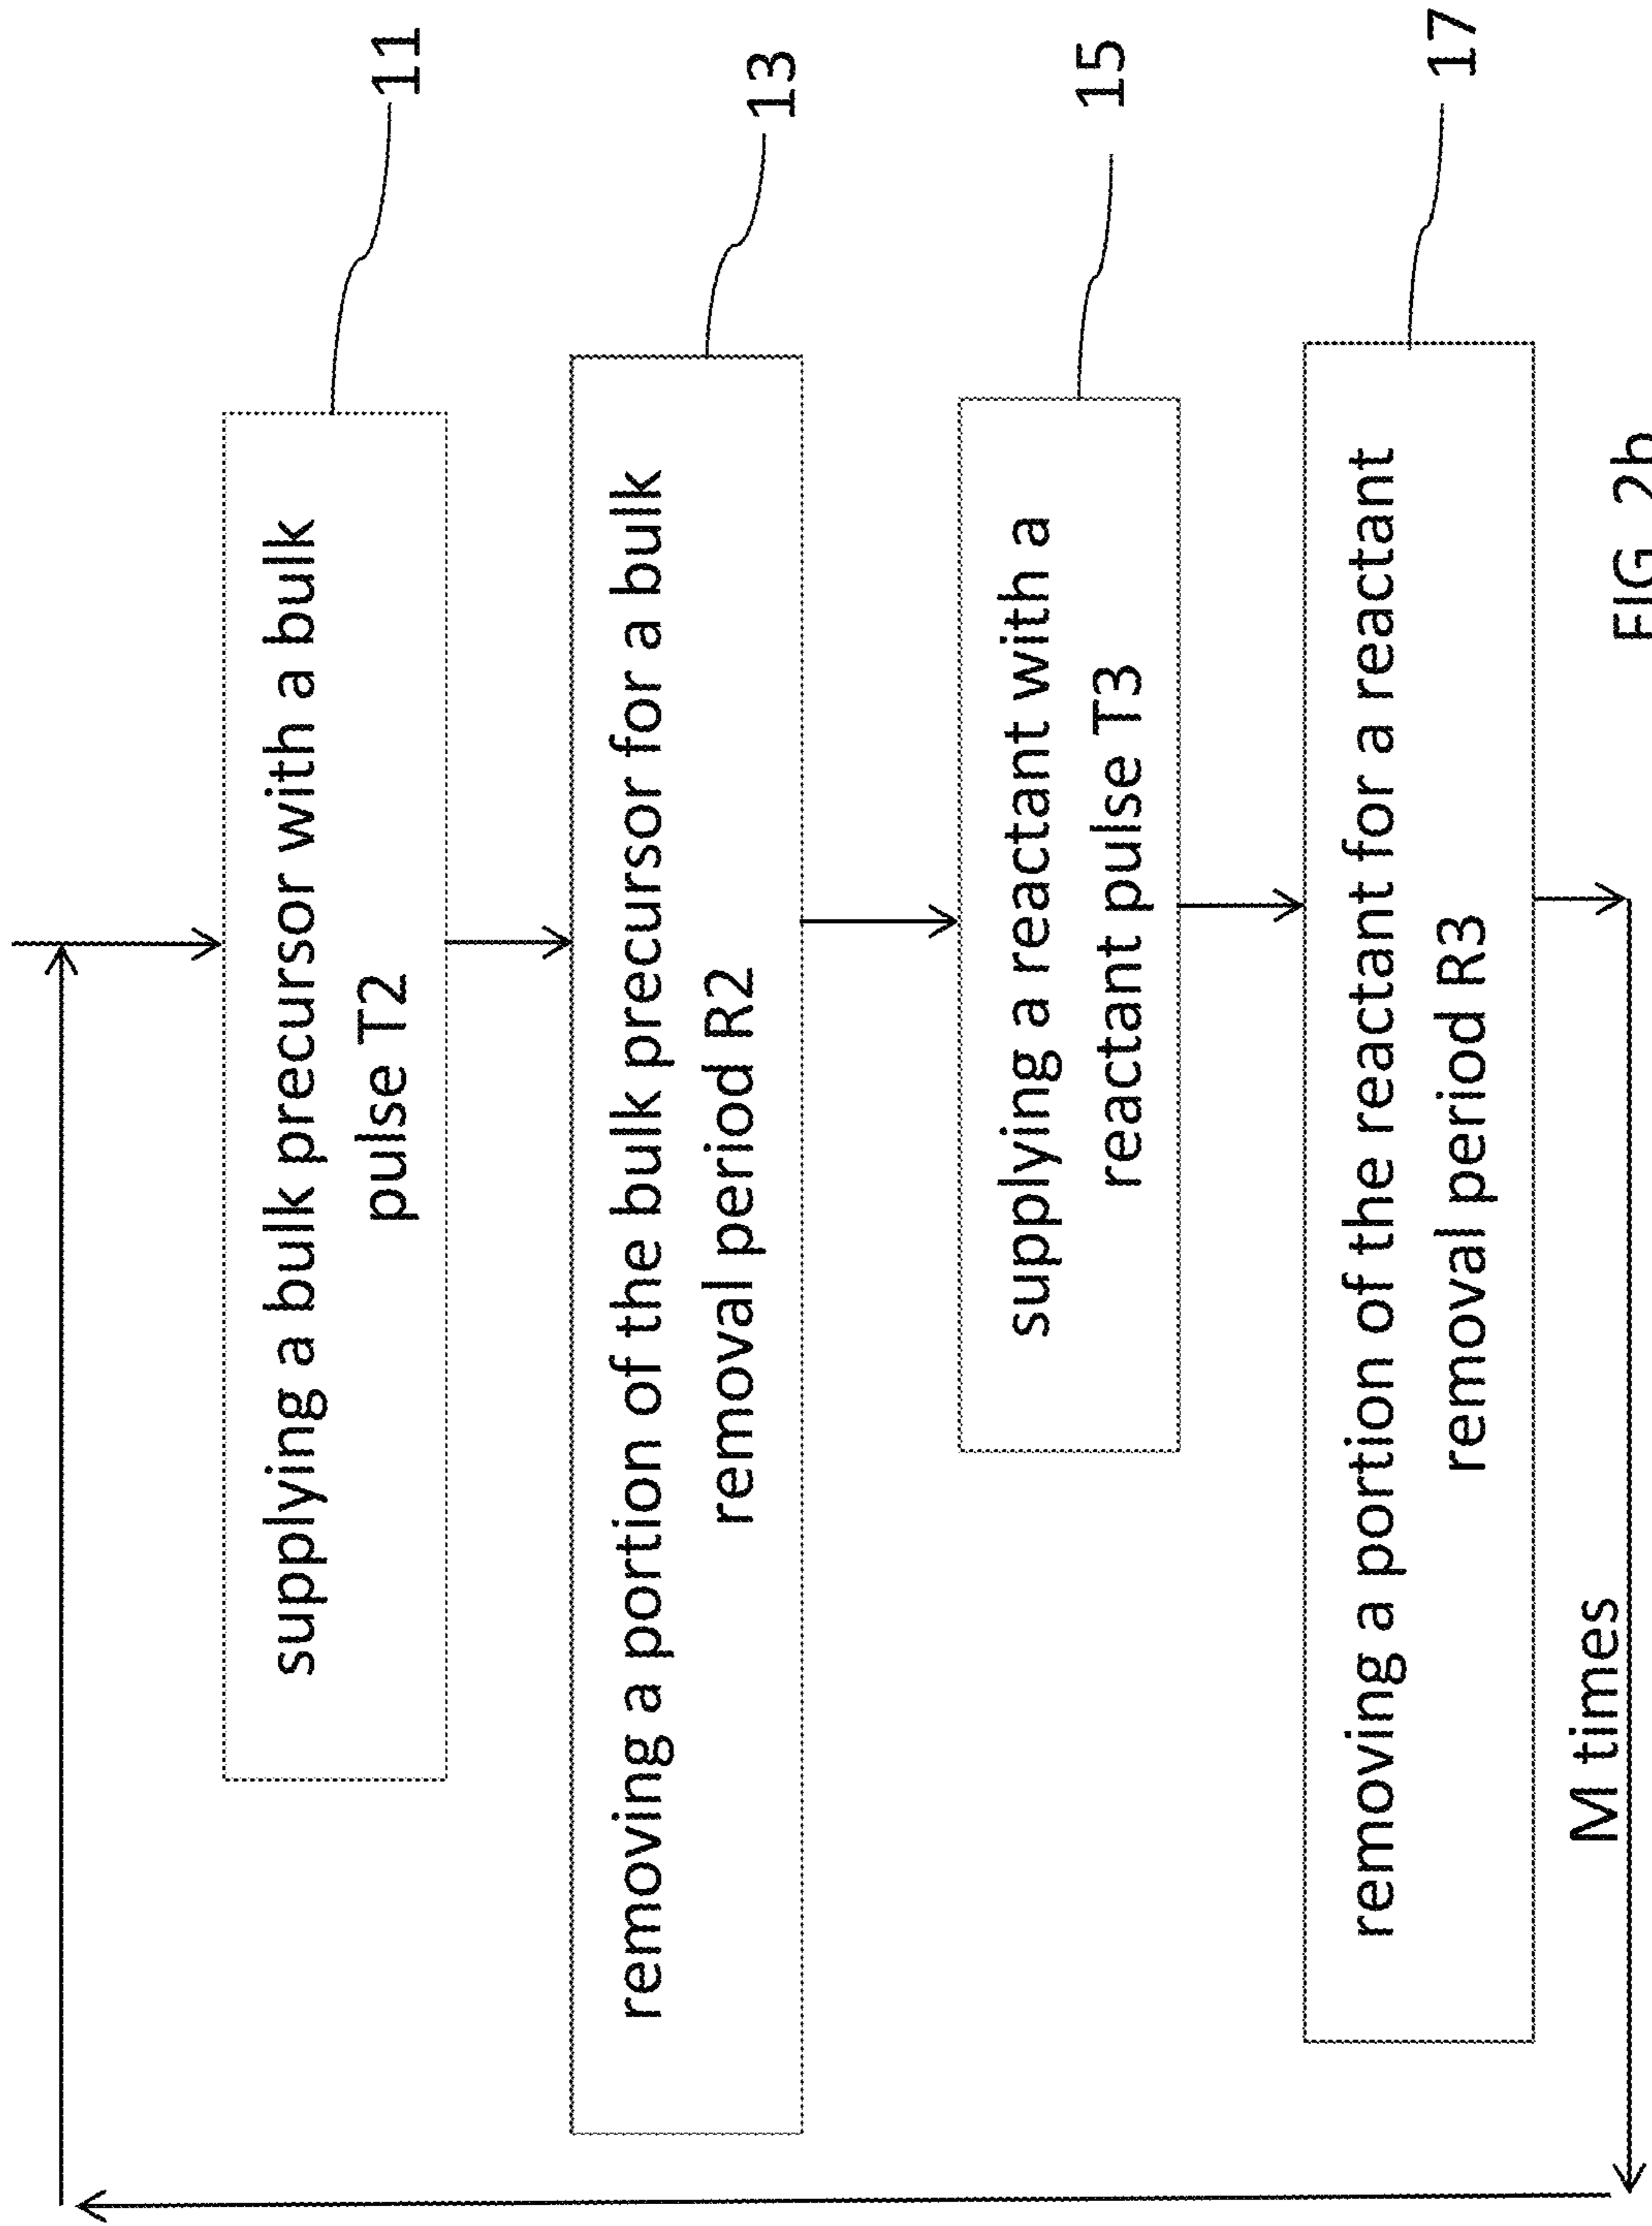 supplying a bulk precursor with a bulk
pulse T2
11
removing a portion of the bulk precursor for a bulk
removal period R2
13
supplying a reactant with a
reactant pulse T3
15
removing a portion of the reactant for a reactant
removal period R3
17
M times
FIG 2b